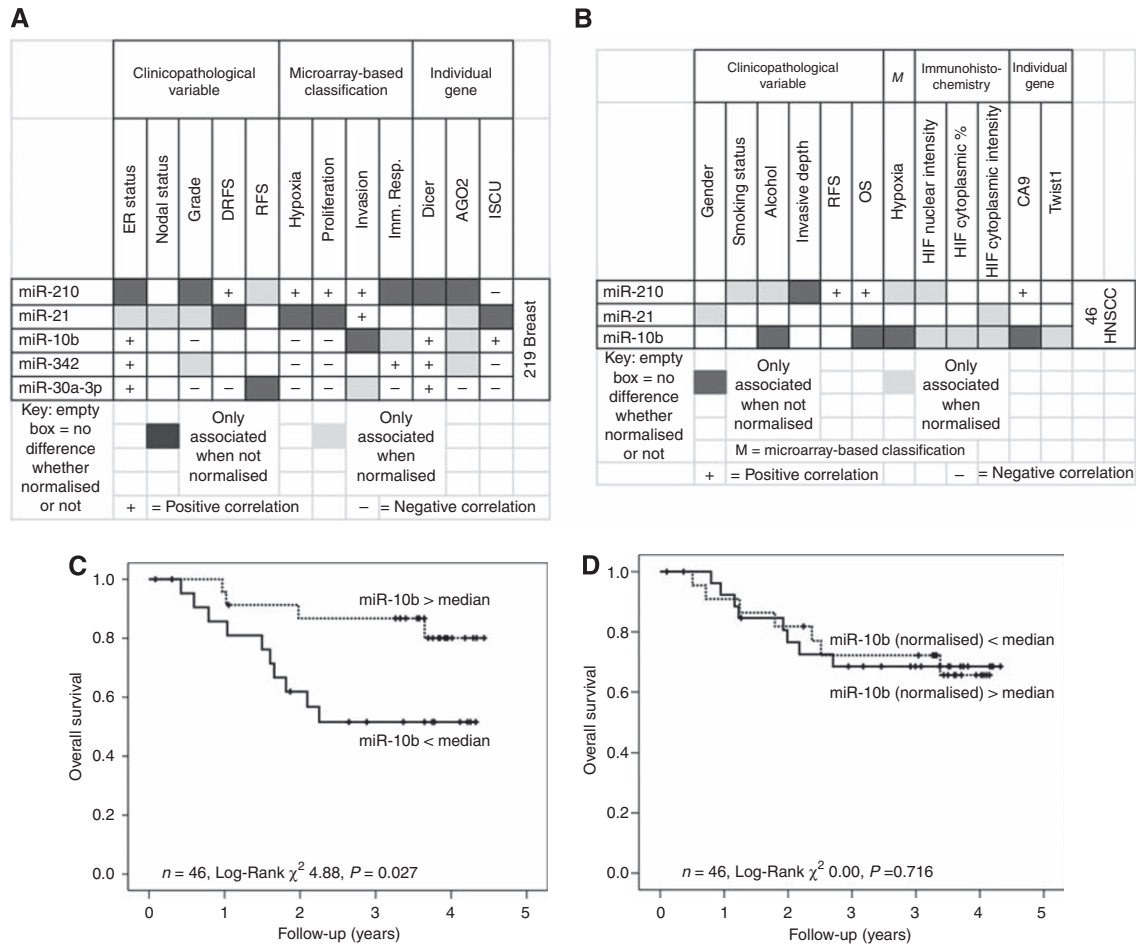 A
Clinicopathological
variable
Microarray-based
classification
Individual
gene
ER status
Nodal status
Grade
DRFS
RFS
Hypoxia
Proliferation
Invasion
Imm. Resp.
Dicer
AGO2
ISCU
miR-210 + + + + –
miR-21 +
miR-10b + – – – + +
miR-342 + – – + + –
miR-30a-3p + – – – – + – –
219 Breast
Key: empty
box = no
difference
whether
normalised
or not
Only
associated
when not
normalised
Only
associated
when
normalised
+ = Positive correlation – = Negative correlation
B
Clinicopathological
variable
M
Immunohisto-
chemistry
Individual
gene
Gender
Smoking status
Alcohol
Invasive depth
RFS
OS
Hypoxia
HIF nuclear intensity
HIF cytoplasmic %
HIF cytoplasmic intensity
CA9
Twist1
miR-210 + + +
miR-21
miR-10b
46
HNSCC
Key: empty
box = no
difference
whether
normalised
or not
Only
associated
when not
normalised
Only
associated
when
normalised
M = microarray-based classification
+ = Positive correlation – = Negative correlation
C
Overall survival
1.0
0.8
0.6
0.4
0.2
0.0
miR-10b > median
miR-10b < median
n = 46, Log-Rank χ² 4.88, P = 0.027
0 1 2 3 4 5
Follow-up (years)
D
Overall survival
1.0
0.8
0.6
0.4
0.2
0.0
miR-10b (normalised) < median
miR-10b (normalised) > median
n = 46, Log-Rank χ² 0.00, P =0.716
0 1 2 3 3 4 5
Follow-up (years)